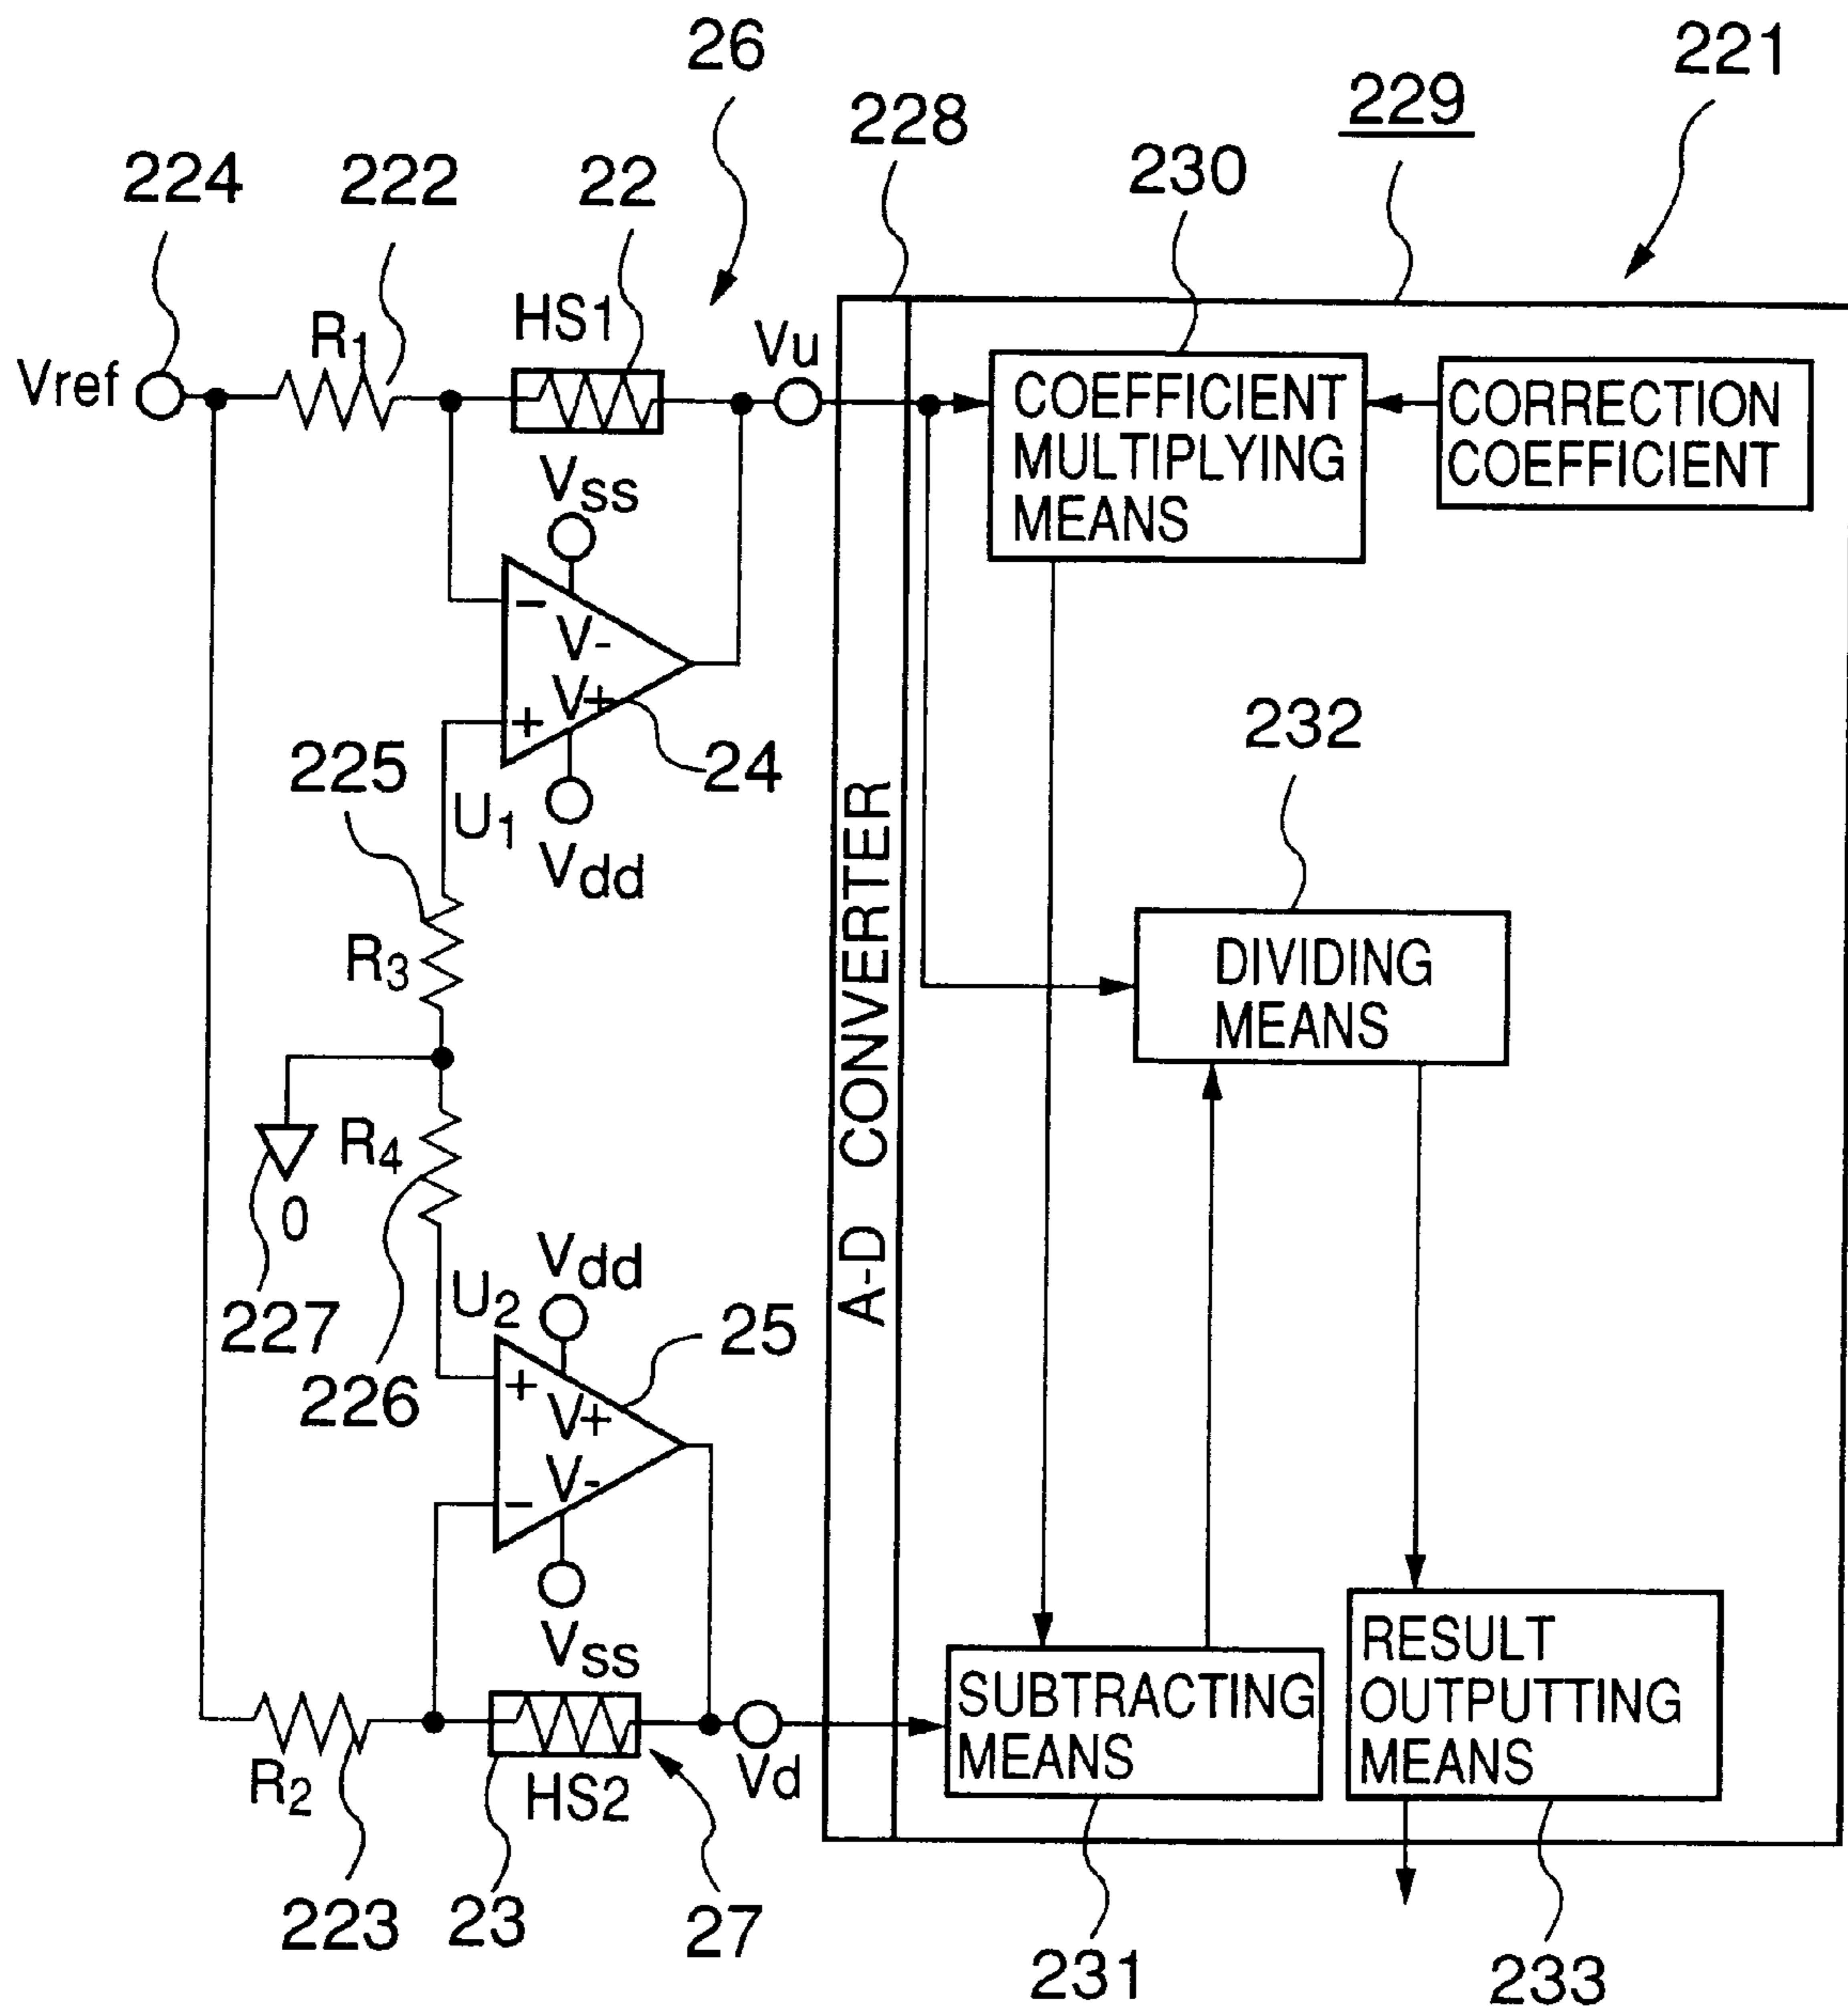 26
221
228
229
224
222
22
230
HS1
R1
Vu
Vref
COEFFICIENT
MULTIPLYING
MEANS
CORRECTION
COEFFICIENT
Vss
−
V-
V+
+
24
225
U1
Vdd
232
R3
DIVIDING
MEANS
A-D CONVERTER
R4
0
227
226
U2
Vdd
25
+
V+
V-
−
Vss
R2
HS2
Vd
SUBTRACTING
MEANS
RESULT
OUTPUTTING
MEANS
223
23
27
231
233